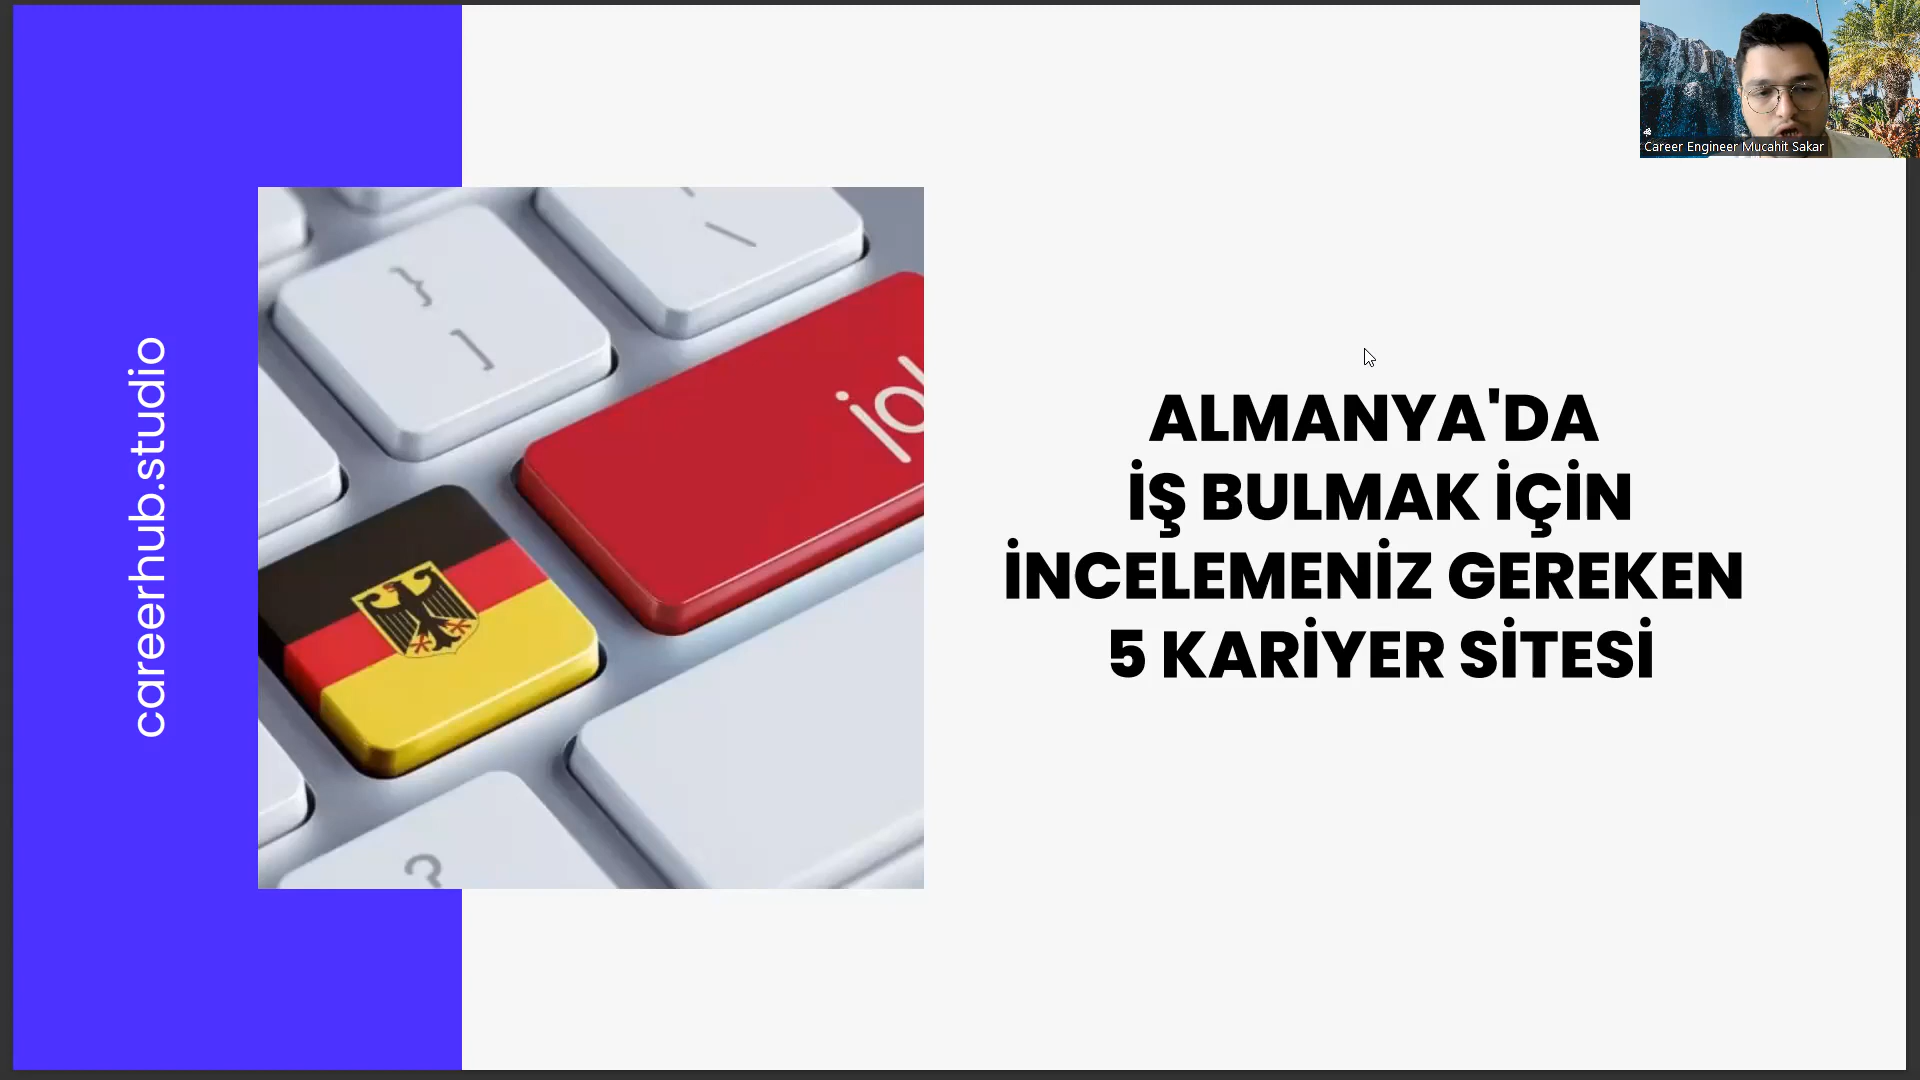 careerhub.studio
ALMANYA'DA
İŞ BULMAK İÇİN
İNCELEMENİZ GEREKEN
5 KARİYER SİTESİ
Career Engineer Mucahit Sakar